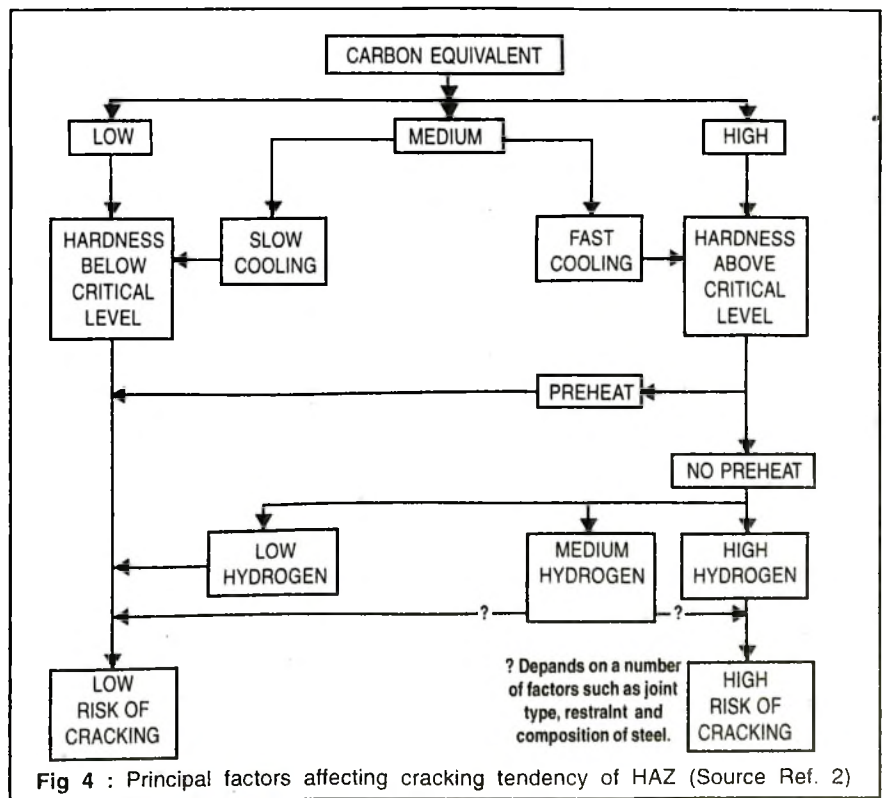 CARBON EQUIVALENT
LOW
MEDIUM
HIGH
HARDNESS
BELOW
CRITICAL
LEVEL
SLOW
COOLING
FAST
COOLING
HARDNESS
ABOVE
CRITICAL
LEVEL
PREHEAT
NO PREHEAT
LOW
HYDROGEN
MEDIUM
HYDROGEN
HIGH
HYDROGEN
?
?
LOW
RISK OF
CRACKING
? Depands on a number
of factors such as joint
type, restraint and
composition of steel.
HIGH
RISK OF
CRACKING
Fig 4 : Principal factors affecting cracking tendency of HAZ (Source Ref. 2)